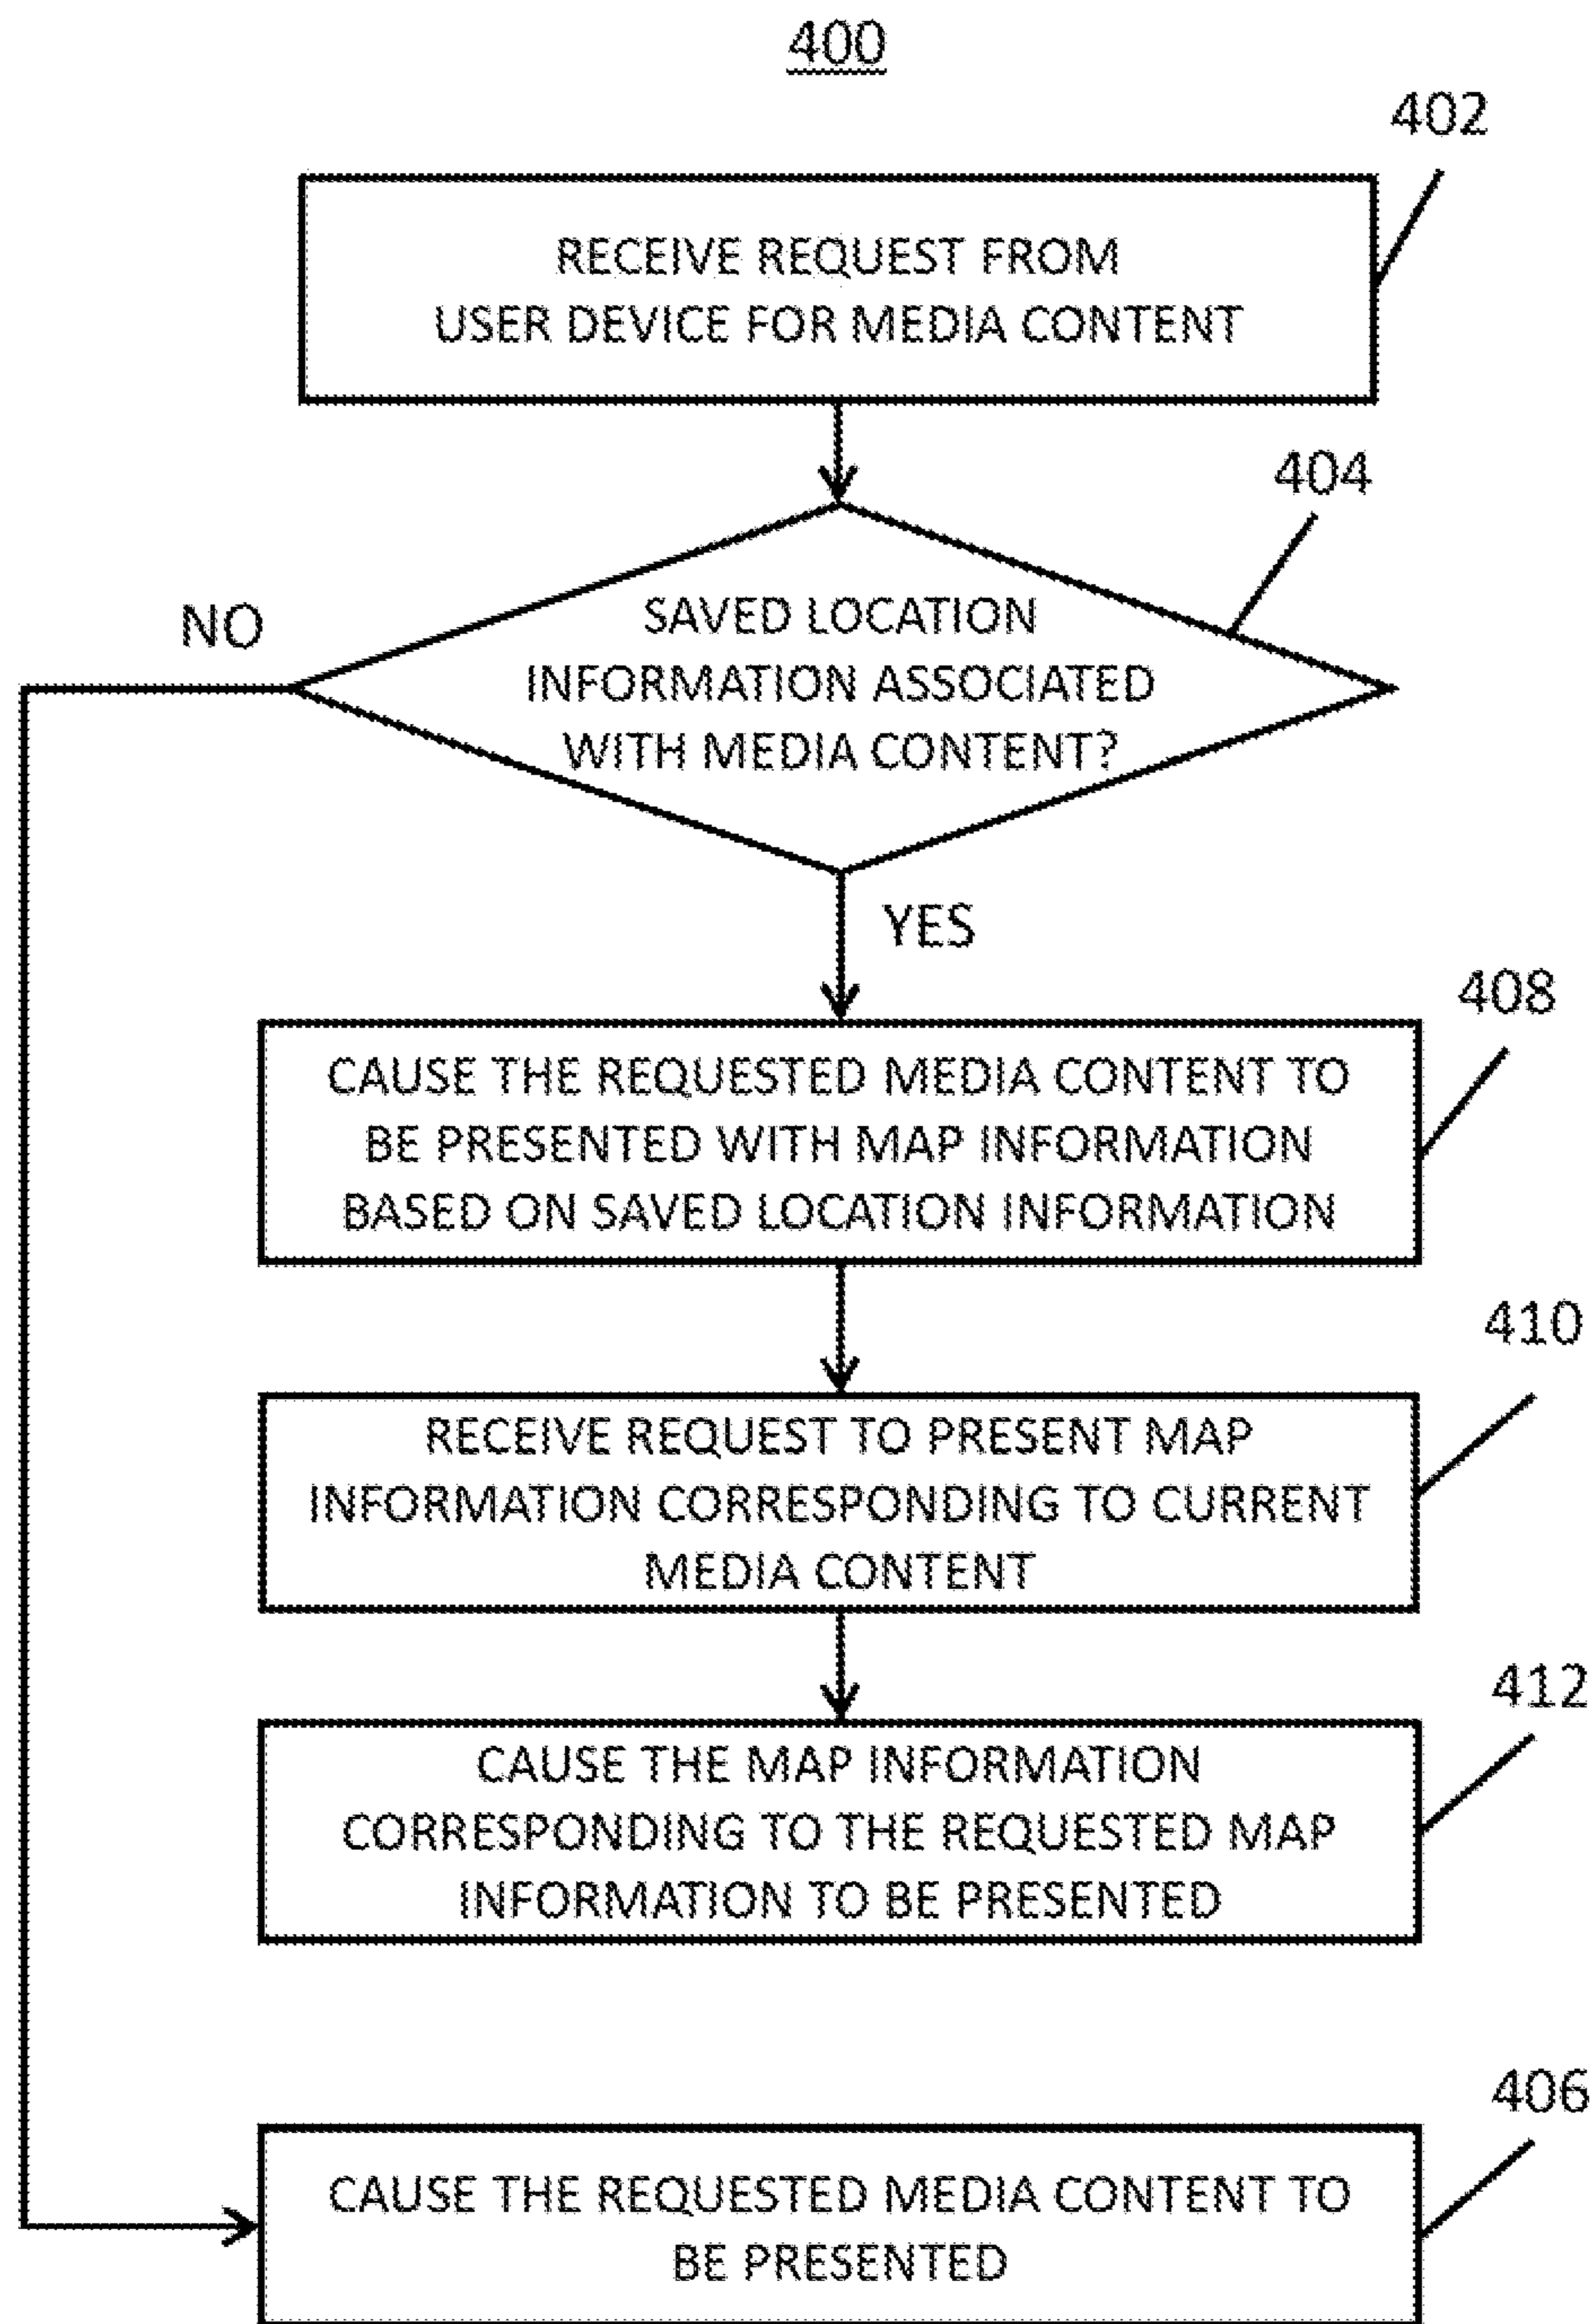 400
402
RECEIVE REQUEST FROM
USER DEVICE FOR MEDIA CONTENT
404
NO
SAVED LOCATION
INFORMATION ASSOCIATED
WITH MEDIA CONTENT?
YES
408
CAUSE THE REQUESTED MEDIA CONTENT TO
BE PRESENTED WITH MAP INFORMATION
BASED ON SAVED LOCATION INFORMATION
410
RECEIVE REQUEST TO PRESENT MAP
INFORMATION CORRESPONDING TO CURRENT
MEDIA CONTENT
412
CAUSE THE MAP INFORMATION
CORRESPONDING TO THE REQUESTED MAP
INFORMATION TO BE PRESENTED
406
CAUSE THE REQUESTED MEDIA CONTENT TO
BE PRESENTED